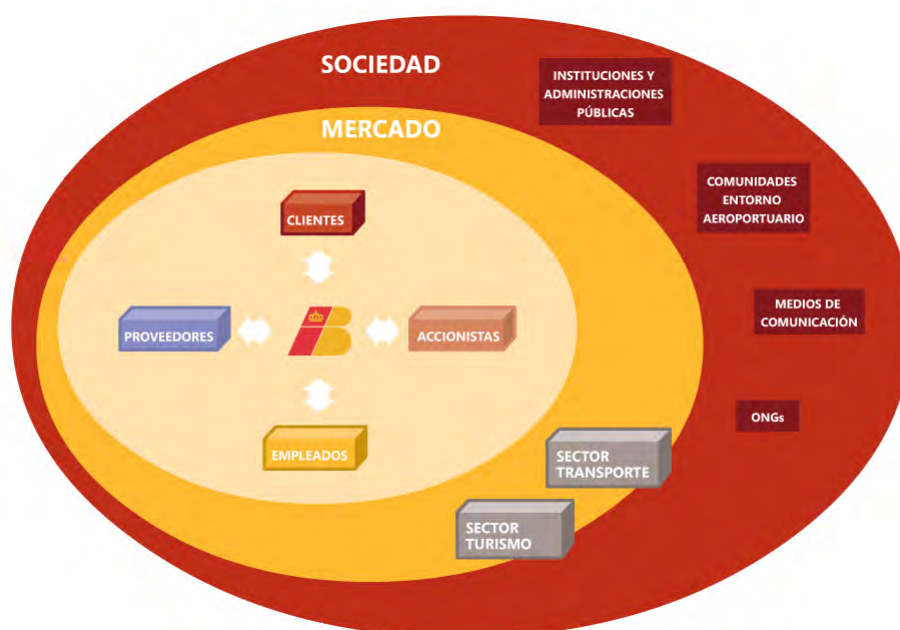 SOCIEDAD
INSTITUCIONES Y
ADMINISTRACIONES
PÚBLICAS
MERCADO
COMUNIDADES
ENTORNO
AEROPORTUARIO
CLIENTES
MEDIOS DE
COMUNICACIÓN
PROVEEDORES
IB
ACCIONISTAS
ONGs
EMPLEADOS
SECTOR
TRANSPORTE
SECTOR
TURISMO